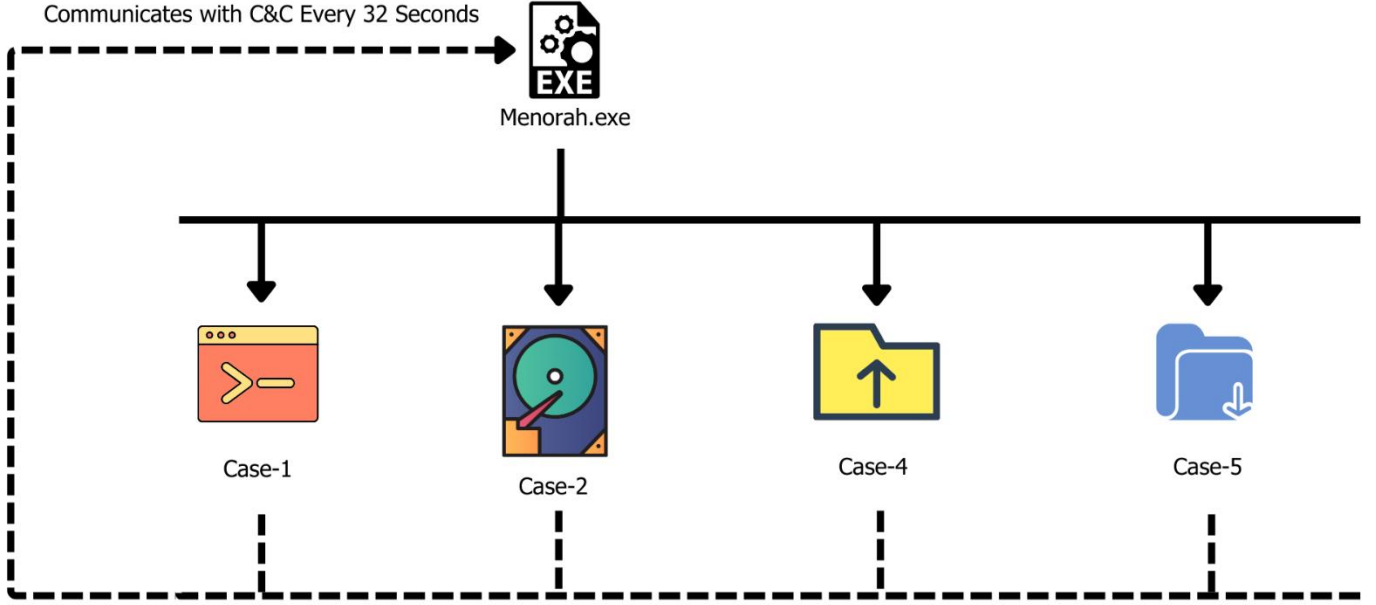 Communicates with C&C Every 32 Seconds
EXE
Menorah.exe
Case-1
Case-2
Case-4
Case-5